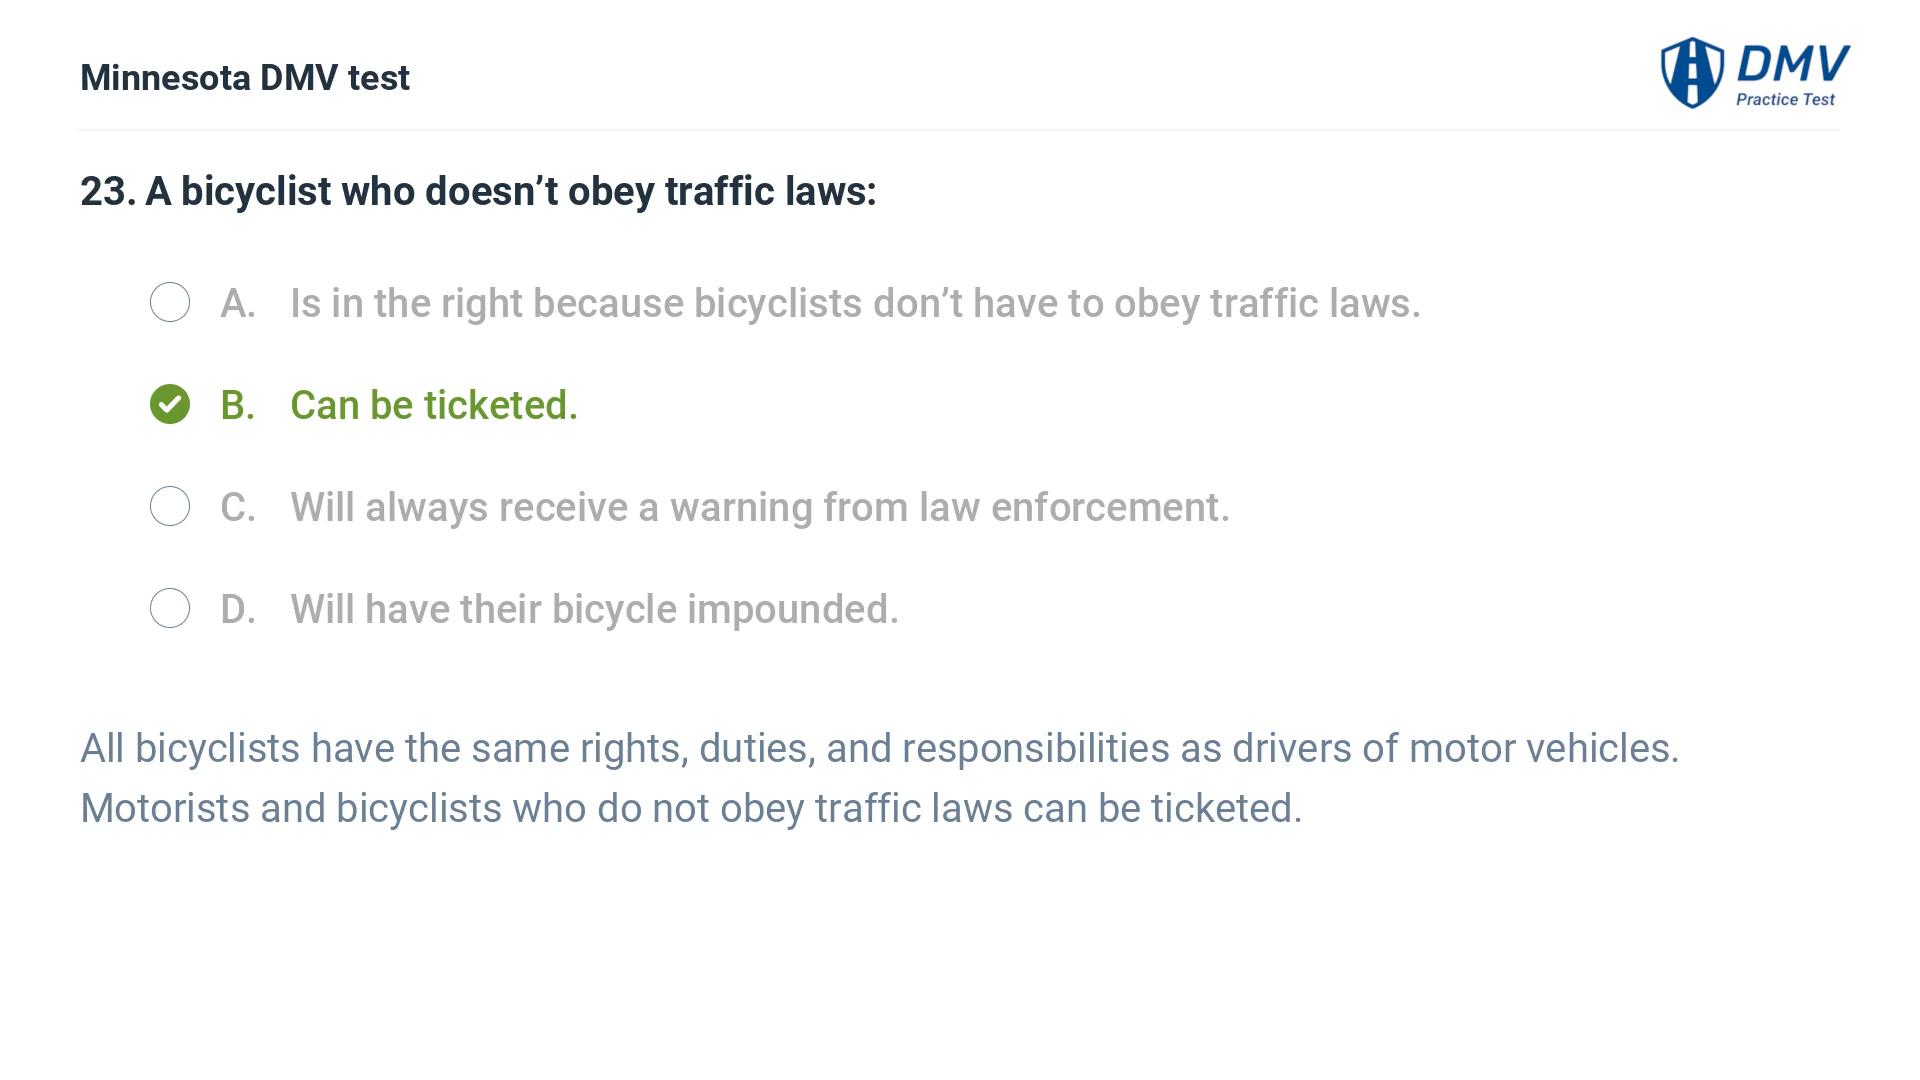 Minnesota DMV test
DMV
Practice Test
23. A bicyclist who doesn’t obey traffic laws:
A. Is in the right because bicyclists don’t have to obey traffic laws.
B. Can be ticketed.
C. Will always receive a warning from law enforcement.
D. Will have their bicycle impounded.
All bicyclists have the same rights, duties, and responsibilities as drivers of motor vehicles.
Motorists and bicyclists who do not obey traffic laws can be ticketed.